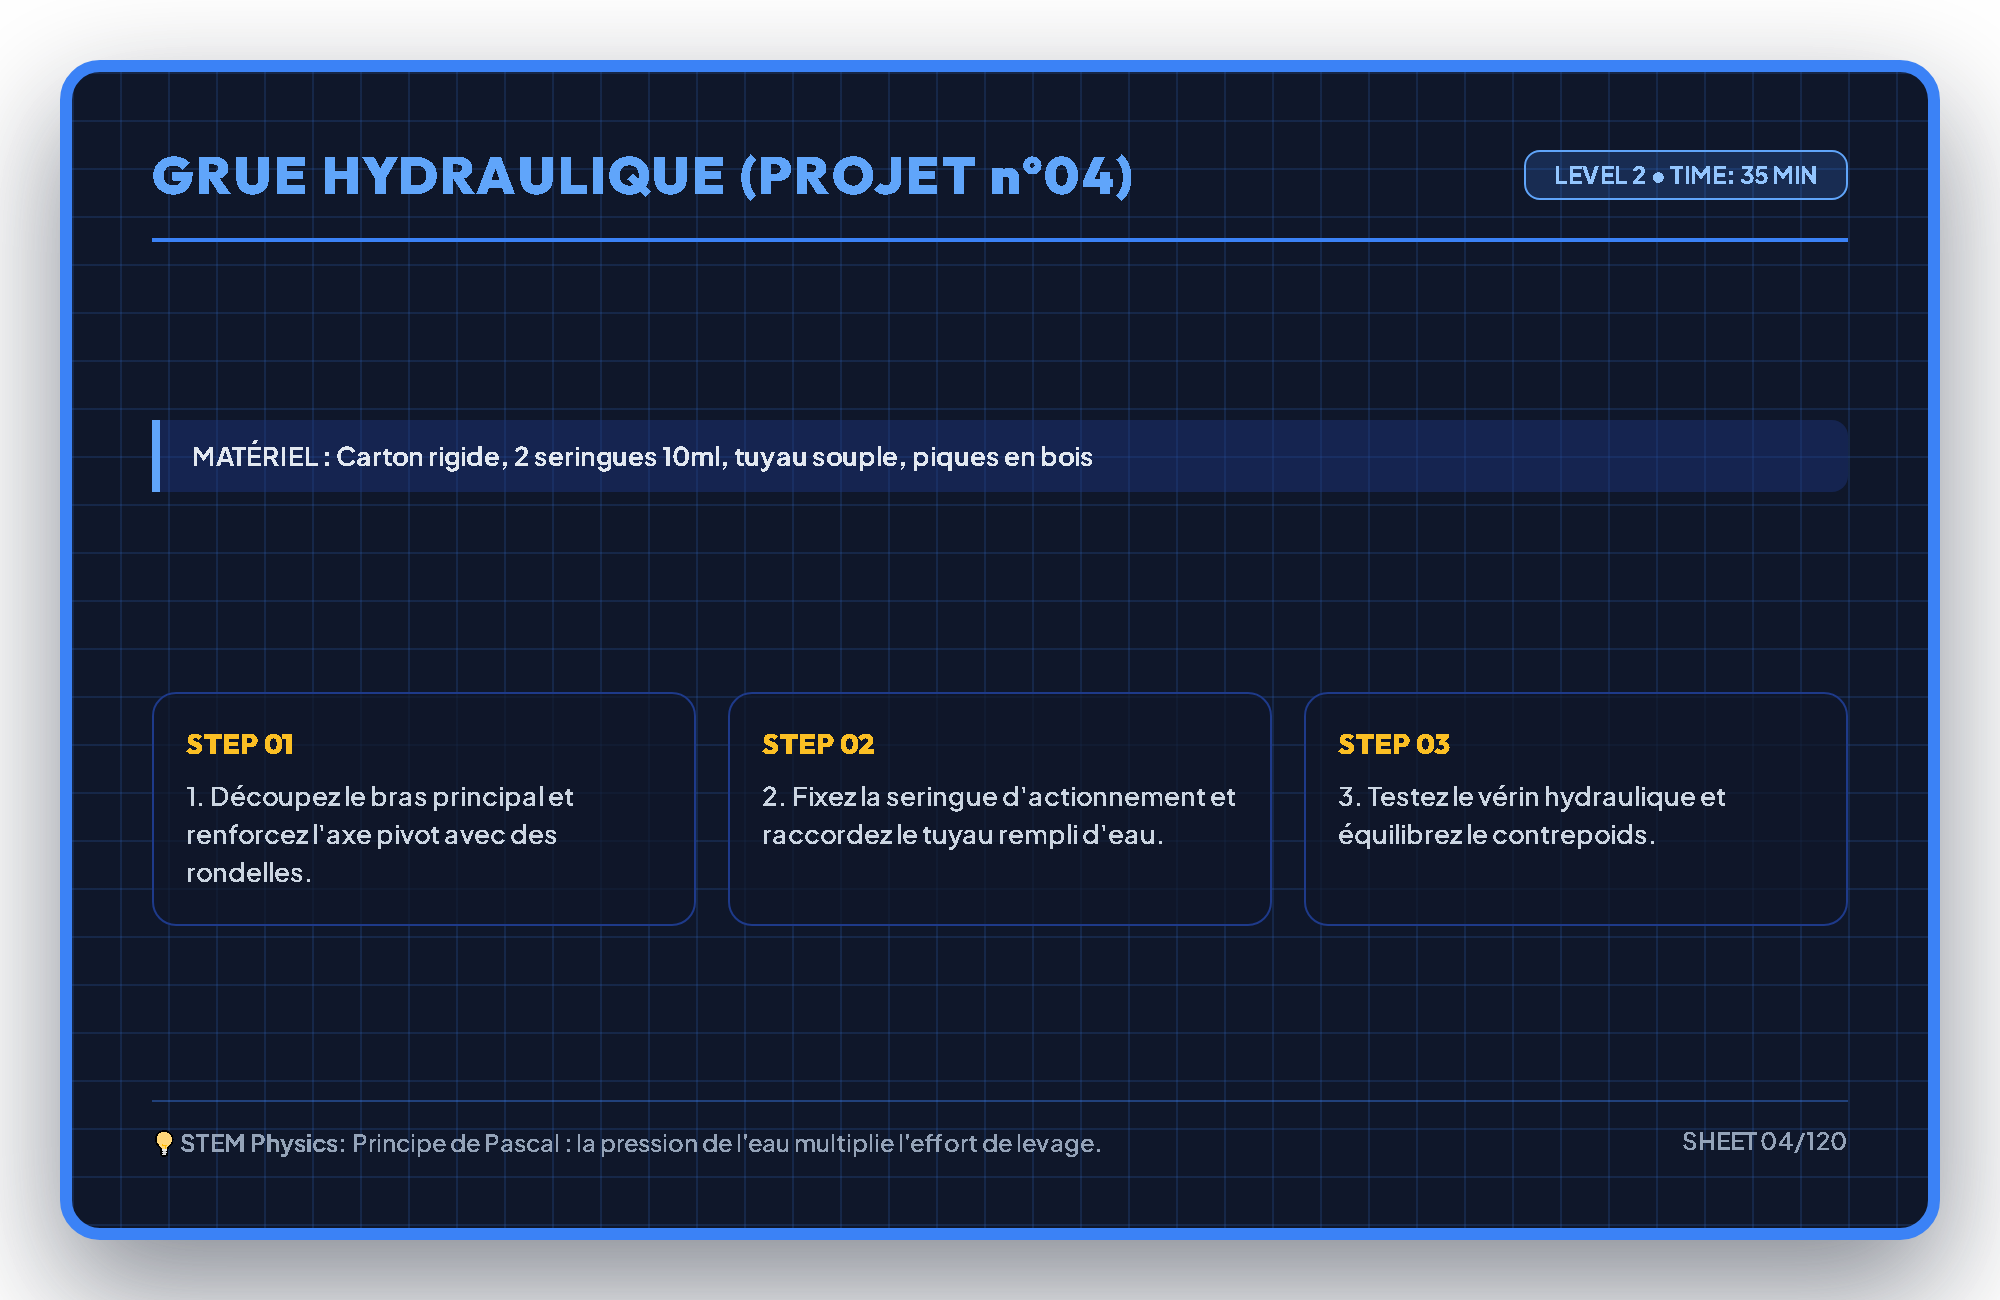 GRUE HYDRAULIQUE (PROJET n°04)
LEVEL 2 • TIME: 35 MIN
MATÉRIEL : Carton rigide, 2 seringues 10ml, tuyau souple, piques en bois
STEP 01
1. Découpez le bras principal et
renforcez l'axe pivot avec des
rondelles.
STEP 02
2. Fixez la seringue d'actionnement et
raccordez le tuyau rempli d'eau.
STEP 03
3. Testez le vérin hydraulique et
équilibrez le contrepoids.
💡 STEM Physics: Principe de Pascal : la pression de l'eau multiplie l'effort de levage.
SHEET 04/120